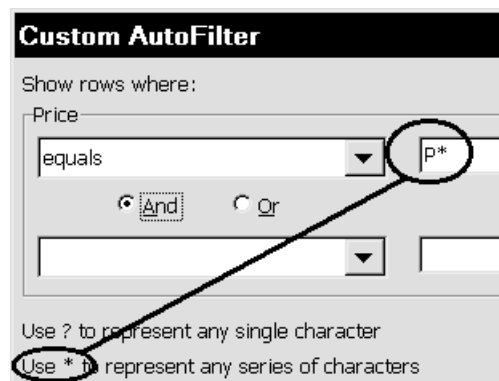 Custom AutoFilter
Show rows where:
Price
equals P*
And Or
Use ? to represent any single character
Use * to represent any series of characters